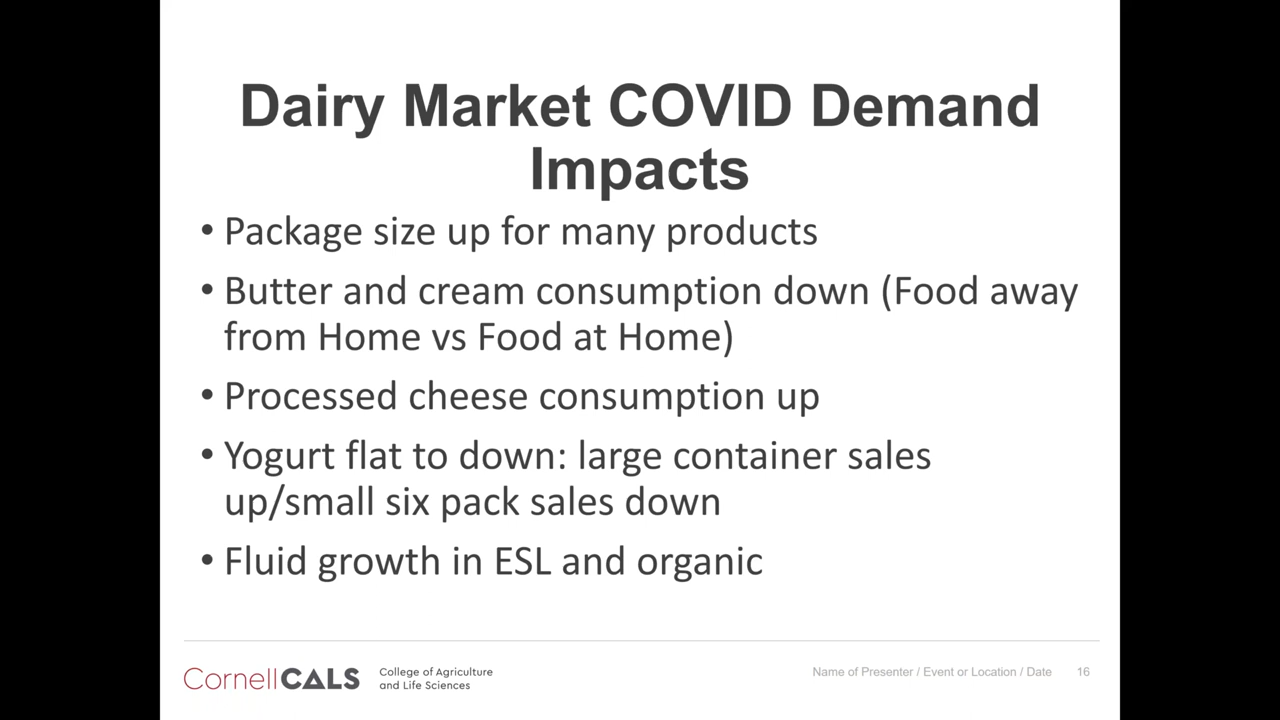 Dairy Market COVID Demand
Impacts
• Package size up for many products
• Butter and cream consumption down (Food away
from Home vs Food at Home)
• Processed cheese consumption up
• Yogurt flat to down: large container sales
up/small six pack sales down
• Fluid growth in ESL and organic
CornellCALS
College of Agriculture
and Life Sciences
Name of Presenter / Event or Location / Date
16